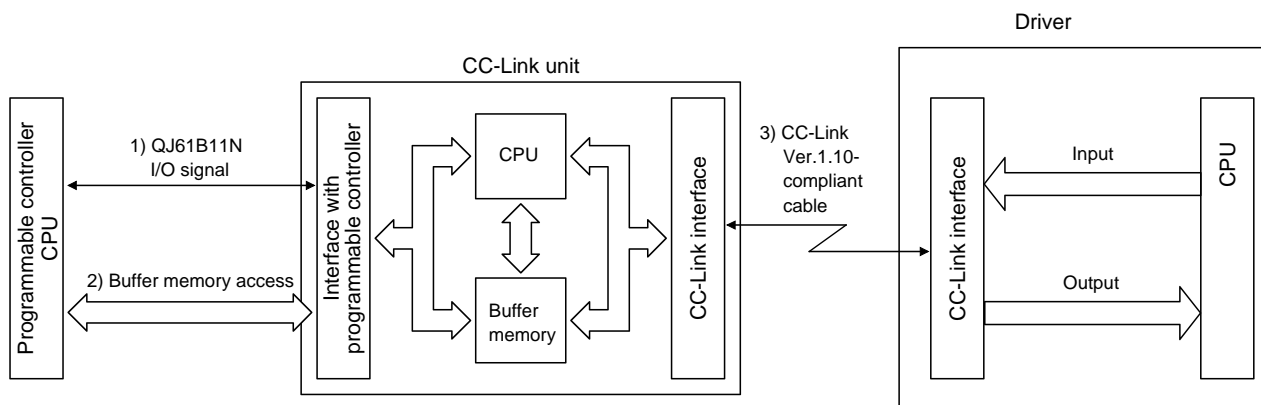 Driver
CC-Link unit
Programmable controller
CPU
1) QJ61B11N
I/O signal
2) Buffer memory access
Interface with
programmable controller
CPU
Buffer
memory
CC-Link interface
3) CC-Link
Ver.1.10-
compliant
cable
CC-Link interface
Input
Output
CPU